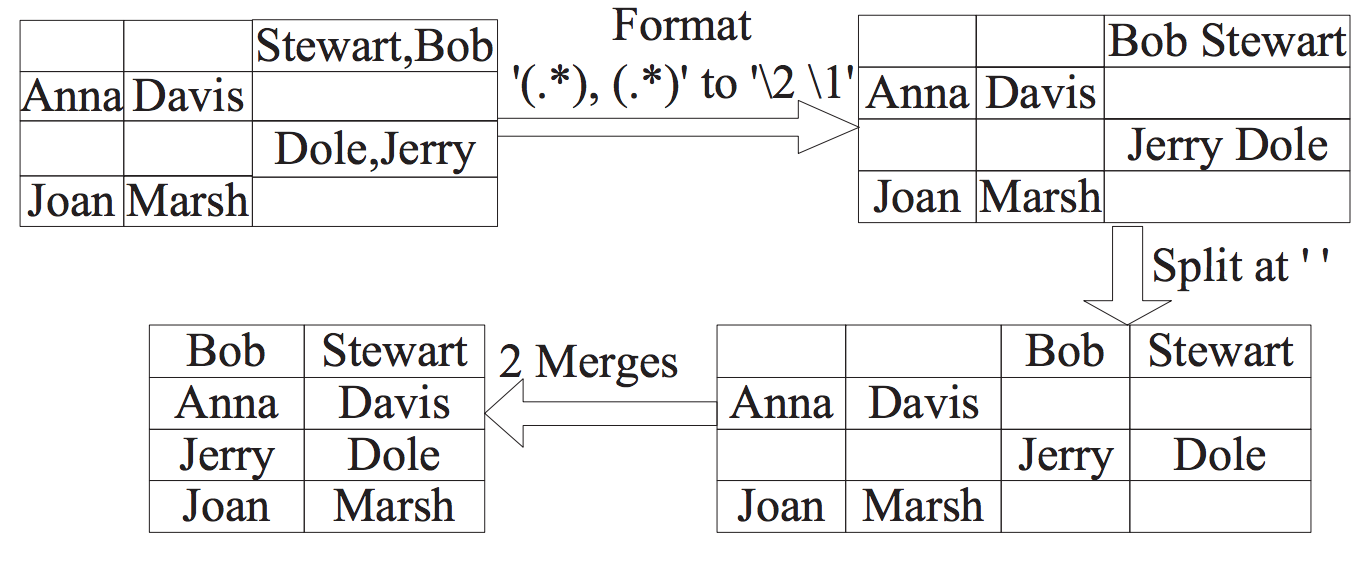 Stewart,Bob
Anna Davis
Dole,Jerry
Joan Marsh
Format
'(.*), (.*)' to '\2 \1'
Bob Stewart
Anna Davis
Jerry Dole
Joan Marsh
Split at ' '
Bob Stewart
Anna Davis
Jerry Dole
Joan Marsh
2 Merges
Bob Stewart
Anna Davis
Jerry Dole
Joan Marsh